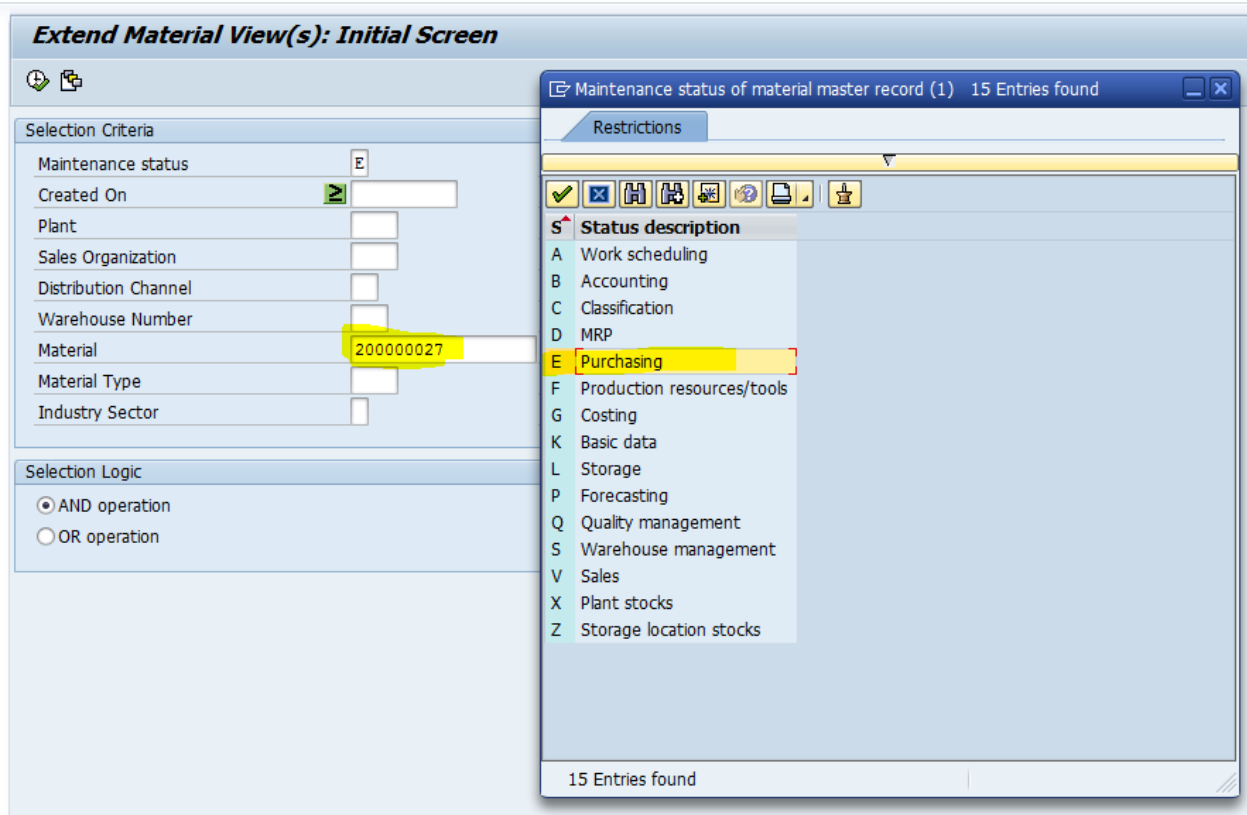 Extend Material View(s): Initial Screen
Maintenance status of material master record (1) 15 Entries found
Restrictions
Selection Criteria
Maintenance status E
Created On ≥
Plant
Sales Organization
Distribution Channel
Warehouse Number
Material 200000027
Material Type
Industry Sector
Selection Logic
AND operation
OR operation
S Status description
A Work scheduling
B Accounting
C Classification
D MRP
E Purchasing
F Production resources/tools
G Costing
K Basic data
L Storage
P Forecasting
Q Quality management
S Warehouse management
V Sales
X Plant stocks
Z Storage location stocks
15 Entries found